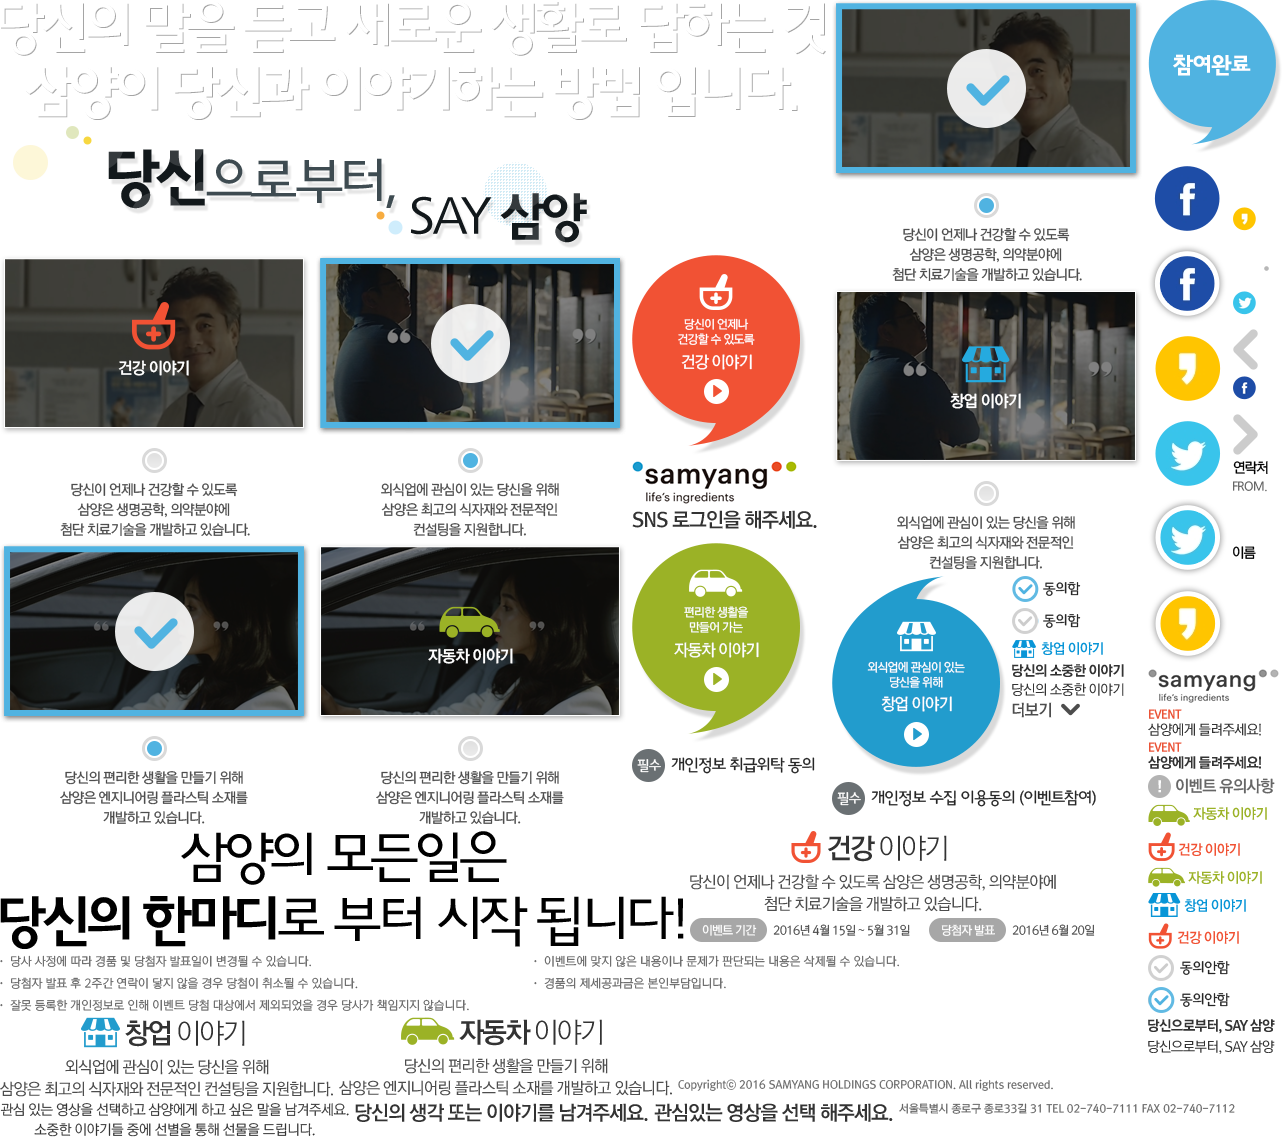 당신의 말을 듣고 새로운 생활로 답하는 것
삼양이 당신과 이야기하는 방법 입니다.
당신으로부터,
SAY 삼양
건강 이야기
당신이 언제나 건강할 수 있도록
삼양은 생명공학, 의약분야에
첨단 치료기술을 개발하고 있습니다.
외식업에 관심이 있는 당신을 위해
삼양은 최고의 식자재와 전문적인
컨설팅을 지원합니다.
자동차 이야기
당신의 편리한 생활을 만들기 위해
삼양은 엔지니어링 플라스틱 소재를
개발하고 있습니다.
당신의 편리한 생활을 만들기 위해
삼양은 엔지니어링 플라스틱 소재를
개발하고 있습니다.
당신이 언제나
건강할 수 있도록
건강 이야기
samyang
life's ingredients
SNS 로그인을 해주세요.
편리한 생활을
만들어 가는
자동차 이야기
필수 개인정보 취급위탁 동의
당신이 언제나 건강할 수 있도록
삼양은 생명공학, 의약분야에
첨단 치료기술을 개발하고 있습니다.
창업 이야기
외식업에 관심이 있는 당신을 위해
삼양은 최고의 식자재와 전문적인
컨설팅을 지원합니다.
외식업에 관심이 있는
당신을 위해
창업 이야기
동의함
동의함
창업 이야기
당신의 소중한 이야기
당신의 소중한 이야기
더보기
필수 개인정보 수집 이용동의 (이벤트참여)
참여완료
연락처
FROM.
이름
samyang
life's ingredients
EVENT
삼양에게 들려주세요!
EVENT
삼양에게 들려주세요!
! 이벤트 유의사항
자동차 이야기
건강 이야기
자동차 이야기
창업 이야기
건강 이야기
동의안함
동의안함
당신으로부터, SAY 삼양
당신으로부터, SAY 삼양
삼양의 모든일은
당신의 한마디로 부터 시작 됩니다!
건강 이야기
당신이 언제나 건강할 수 있도록 삼양은 생명공학, 의약분야에
첨단 치료기술을 개발하고 있습니다.
이벤트 기간 2016년 4월 15일 ~ 5월 31일 당첨자 발표 2016년 6월 20일
· 당사 사정에 따라 경품 및 당첨자 발표일이 변경될 수 있습니다.
· 당첨자 발표 후 2주간 연락이 닿지 않을 경우 당첨이 취소될 수 있습니다.
· 잘못 등록한 개인정보로 인해 이벤트 당첨 대상에서 제외되었을 경우 당사가 책임지지 않습니다.
· 이벤트에 맞지 않은 내용이나 문제가 판단되는 내용은 삭제될 수 있습니다.
· 경품의 제세공과금은 본인부담입니다.
창업 이야기
외식업에 관심이 있는 당신을 위해
삼양은 최고의 식자재와 전문적인 컨설팅을 지원합니다.
자동차 이야기
당신의 편리한 생활을 만들기 위해
삼양은 엔지니어링 플라스틱 소재를 개발하고 있습니다.
Copyright© 2016 SAMYANG HOLDINGS CORPORATION. All rights reserved.
관심 있는 영상을 선택하고 삼양에게 하고 싶은 말을 남겨주세요.
소중한 이야기들 중에 선별을 통해 선물을 드립니다.
당신의 생각 또는 이야기를 남겨주세요. 관심있는 영상을 선택 해주세요.
서울특별시 종로구 종로33길 31 TEL 02-740-7111 FAX 02-740-7112